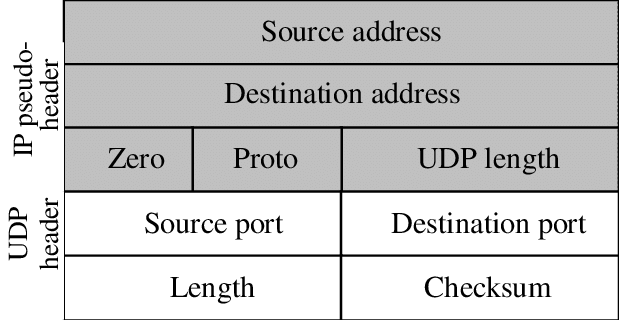 IP pseudo-
header
Source address
Destination address
Zero Proto UDP length
UDP
header
Source port Destination port
Length Checksum